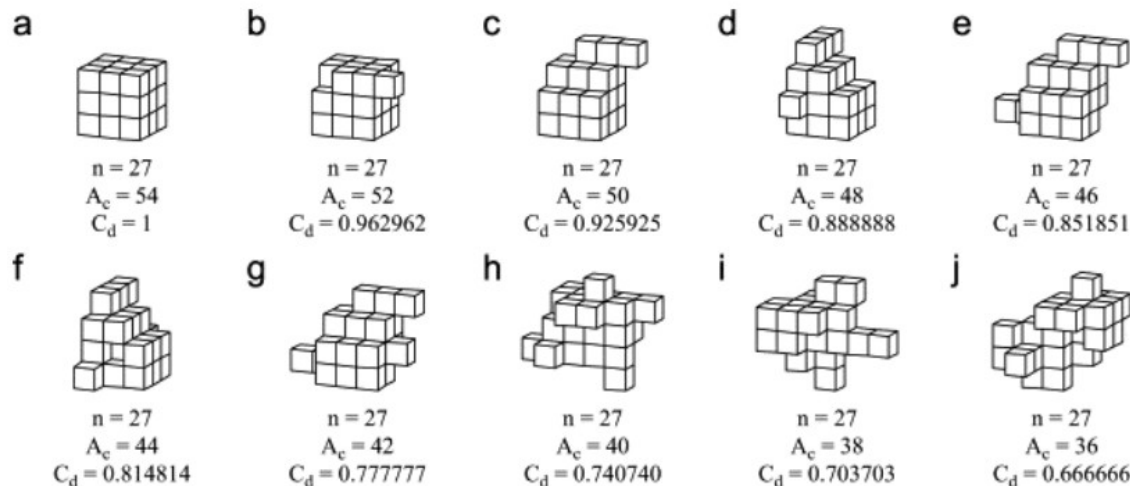 a b c d e
n = 27 n = 27 n = 27 n = 27 n = 27
A_c = 54 A_c = 52 A_c = 50 A_c = 48 A_c = 46
C_d = 1 C_d = 0.962962 C_d = 0.925925 C_d = 0.888888 C_d = 0.851851
f g h i j
n = 27 n = 27 n = 27 n = 27 n = 27
A_c = 44 A_c = 42 A_c = 40 A_c = 38 A_c = 36
C_d = 0.814814 C_d = 0.777777 C_d = 0.740740 C_d = 0.703703 C_d = 0.666666